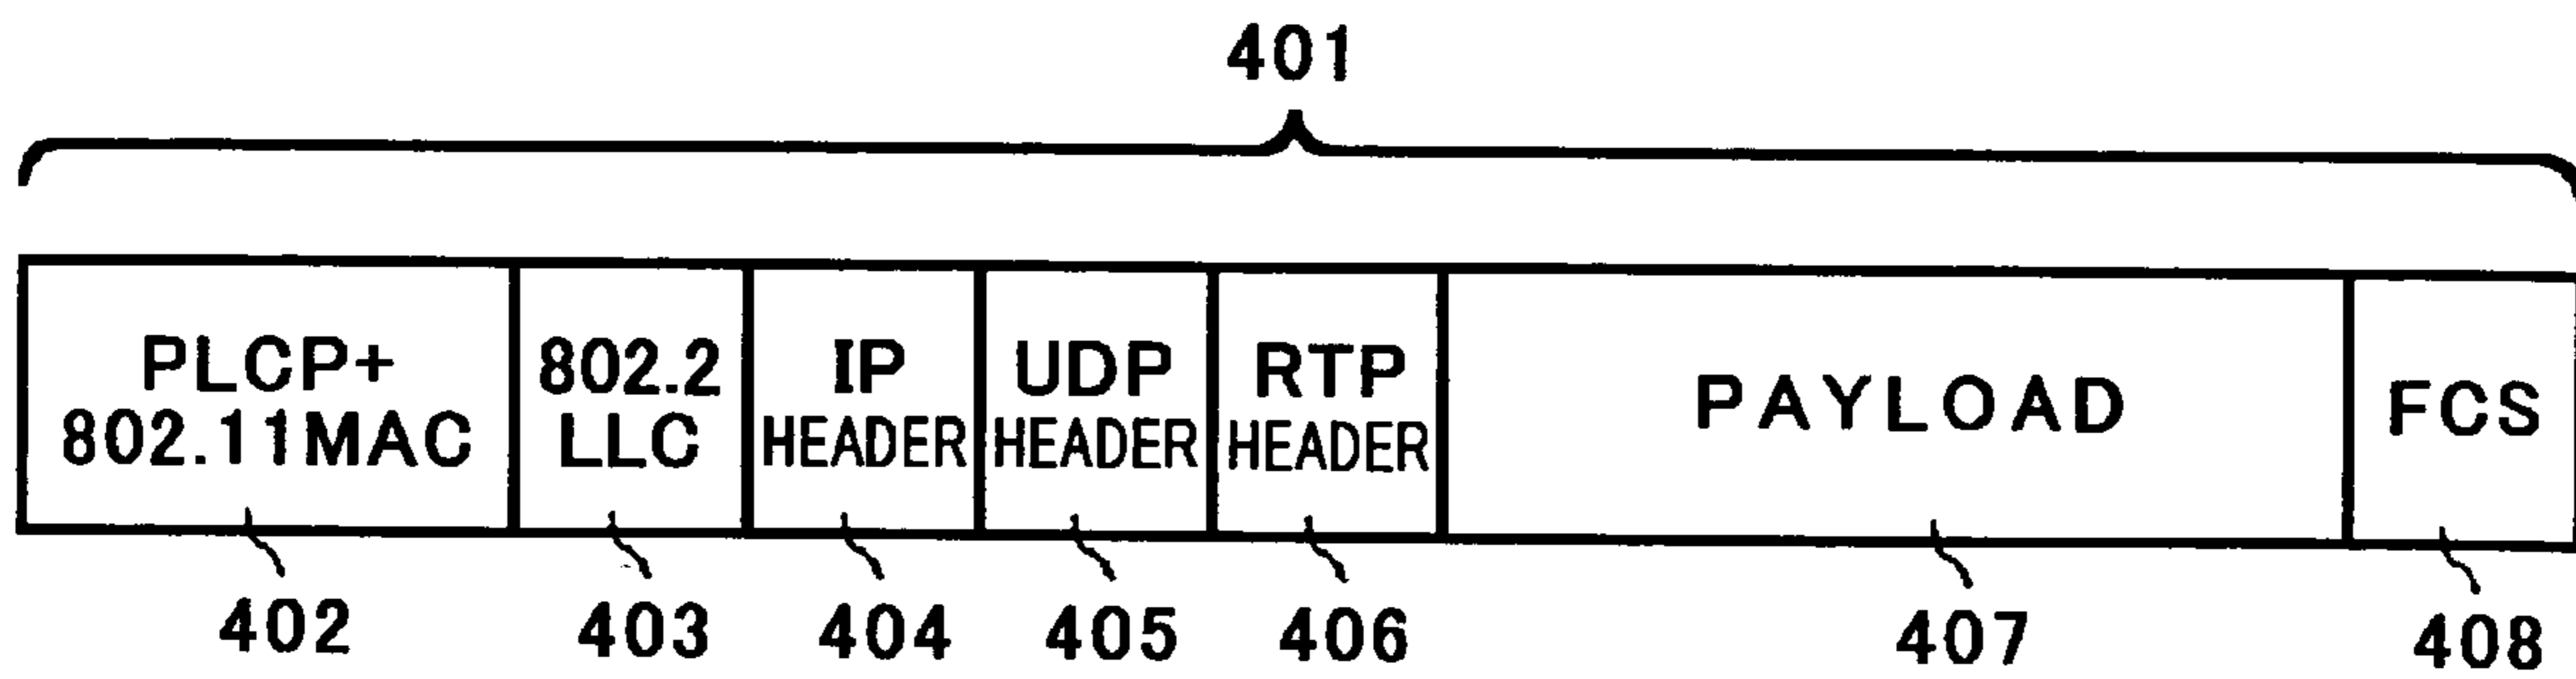 401
PLCP+
802.11MAC
802.2
LLC
IP
HEADER
UDP
HEADER
RTP
HEADER
PAYLOAD
FCS
402
403
404
405
406
407
408